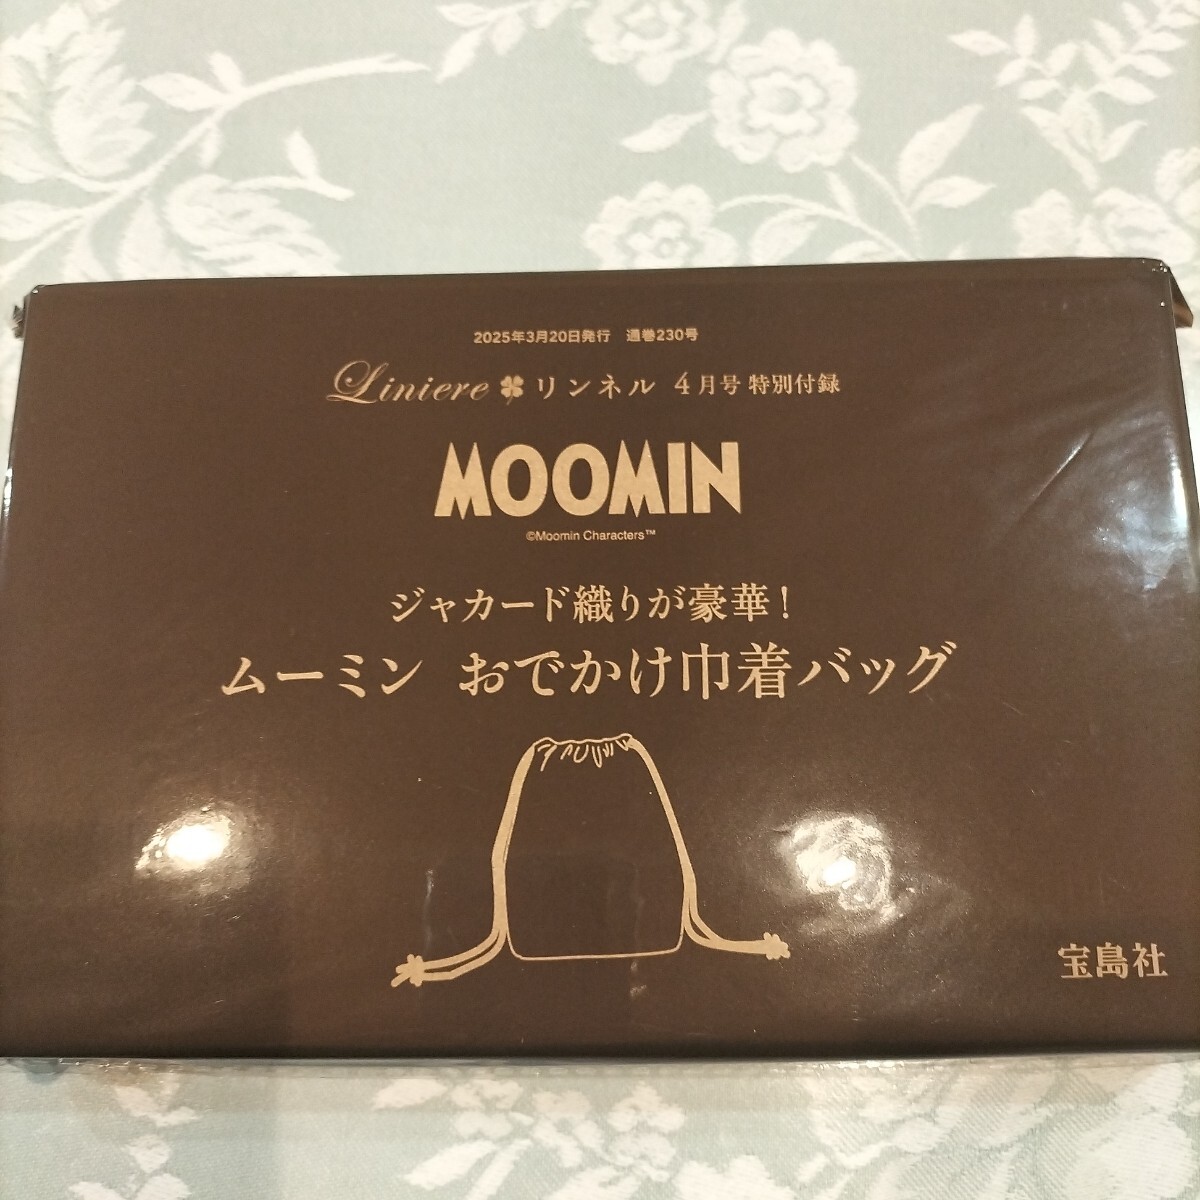 2025年3月20日発行　通巻230号
Liniere リンネル 4月号 特別付録
MOOMIN
©Moomin Characters™
ジャカード織りが豪華！
ムーミン おでかけ巾着バッグ
宝島社